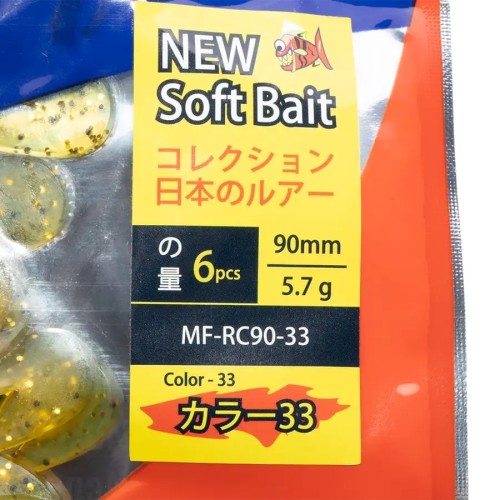 NEW
Soft Bait
コレクション
日本のルアー
の
量
6pcs
90mm
5.7 g
MF-RC90-33
Color - 33
カラー33